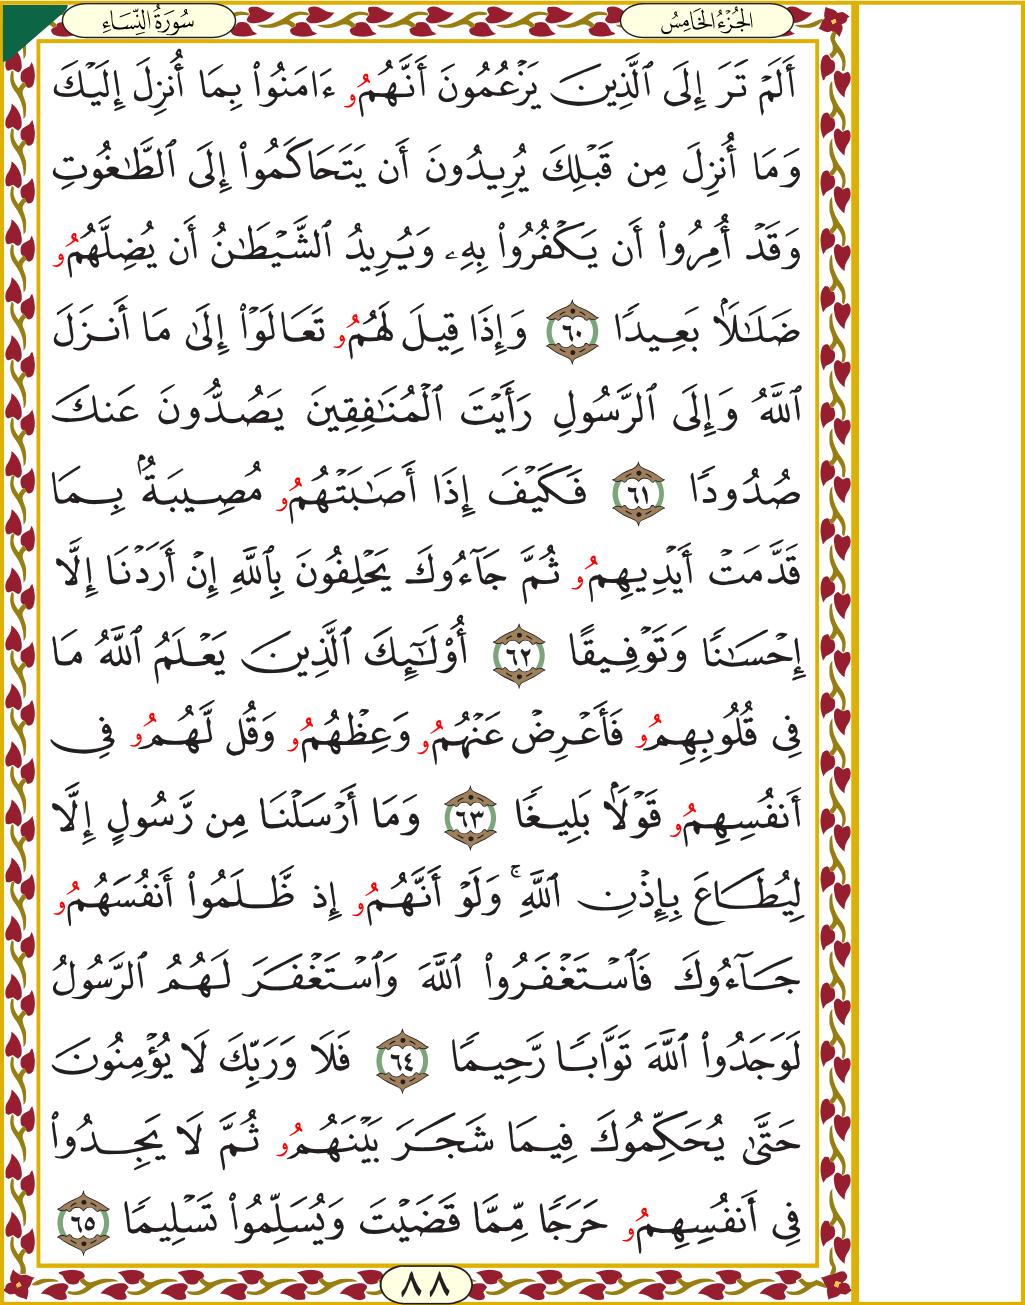 الجُزْءُ الخَامِسُ
سُورَةُ النِّسَاءِ
أَلَمْ تَرَ إِلَى ٱلَّذِينَ يَزْعُمُونَ أَنَّهُمُۥ ءَامَنُوا۟ بِمَا أُنزِلَ إِلَيْكَ
وَمَا أُنزِلَ مِن قَبْلِكَ يُرِيدُونَ أَن يَتَحَاكَمُوا۟ إِلَى ٱلطَّٰغُوتِ
وَقَدْ أُمِرُوا۟ أَن يَكْفُرُوا۟ بِهِۦ وَيُرِيدُ ٱلشَّيْطَٰنُ أَن يُضِلَّهُمُۥ
ضَلَٰلَۢا بَعِيدًا ٦٠ وَإِذَا قِيلَ لَهُمُۥ تَعَالَوْا۟ إِلَىٰ مَا أَنزَلَ
ٱللَّهُ وَإِلَى ٱلرَّسُولِ رَأَيْتَ ٱلْمُنَٰفِقِينَ يَصُدُّونَ عَنكَ
صُدُودًا ٦١ فَكَيْفَ إِذَا أَصَٰبَتْهُمُۥ مُصِيبَةُۢ بِمَا
قَدَّمَتْ أَيْدِيهِمُۥ ثُمَّ جَآءُوكَ يَحْلِفُونَ بِٱللَّهِ إِنْ أَرَدْنَا إِلَّا
إِحْسَٰنًا وَتَوْفِيقًا ٦٢ أُو۟لَٰٓئِكَ ٱلَّذِينَ يَعْلَمُ ٱللَّهُ مَا
فِى قُلُوبِهِمُۥ فَأَعْرِضْ عَنْهُمُۥ وَعِظْهُمُۥ وَقُل لَّهُمُۥ فِى
أَنفُسِهِمُۥ قَوْلَۢا بَلِيغًا ٦٣ وَمَا أَرْسَلْنَا مِن رَّسُولٍ إِلَّا
لِيُطَاعَ بِإِذْنِ ٱللَّهِۚ وَلَوْ أَنَّهُمُۥ إِذ ظَّلَمُوا۟ أَنفُسَهُمُۥ
جَآءُوكَ فَٱسْتَغْفَرُوا۟ ٱللَّهَ وَٱسْتَغْفَرَ لَهُمُ ٱلرَّسُولُ
لَوَجَدُوا۟ ٱللَّهَ تَوَّابًا رَّحِيمًا ٦٤ فَلَا وَرَبِّكَ لَا يُؤْمِنُونَ
حَتَّىٰ يُحَكِّمُوكَ فِيمَا شَجَرَ بَيْنَهُمُۥ ثُمَّ لَا يَجِدُوا۟
فِى أَنفُسِهِمُۥ حَرَجًا مِّمَّا قَضَيْتَ وَيُسَلِّمُوا۟ تَسْلِيمًا ٦٥
٨٨